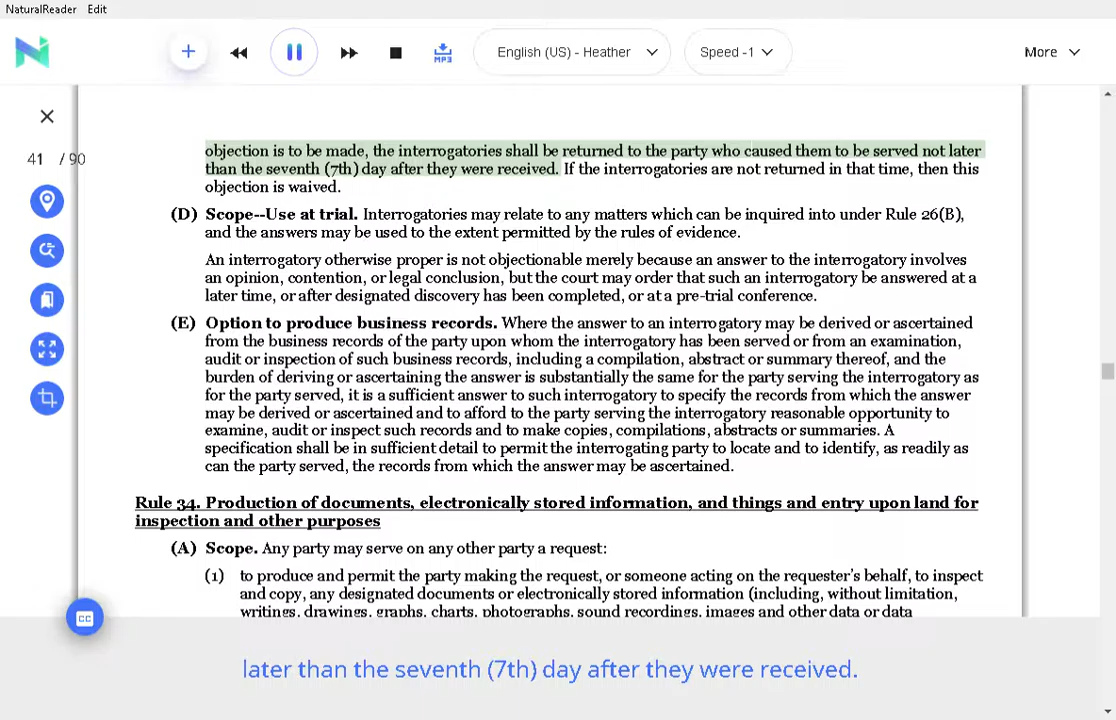 NaturalReader Edit
MP3
English (US) - Heather
Speed -1
More
41 / 90
objection is to be made, the interrogatories shall be returned to the party who caused them to be served not later
than the seventh (7th) day after they were received. If the interrogatories are not returned in that time, then this
objection is waived.
(D) Scope--Use at trial. Interrogatories may relate to any matters which can be inquired into under Rule 26(B),
and the answers may be used to the extent permitted by the rules of evidence.
An interrogatory otherwise proper is not objectionable merely because an answer to the interrogatory involves
an opinion, contention, or legal conclusion, but the court may order that such an interrogatory be answered at a
later time, or after designated discovery has been completed, or at a pre-trial conference.
(E) Option to produce business records. Where the answer to an interrogatory may be derived or ascertained
from the business records of the party upon whom the interrogatory has been served or from an examination,
audit or inspection of such business records, including a compilation, abstract or summary thereof, and the
burden of deriving or ascertaining the answer is substantially the same for the party serving the interrogatory as
for the party served, it is a sufficient answer to such interrogatory to specify the records from which the answer
may be derived or ascertained and to afford to the party serving the interrogatory reasonable opportunity to
examine, audit or inspect such records and to make copies, compilations, abstracts or summaries. A
specification shall be in sufficient detail to permit the interrogating party to locate and to identify, as readily as
can the party served, the records from which the answer may be ascertained.
Rule 34. Production of documents, electronically stored information, and things and entry upon land for
inspection and other purposes
(A) Scope. Any party may serve on any other party a request:
(1) to produce and permit the party making the request, or someone acting on the requester's behalf, to inspect
and copy, any designated documents or electronically stored information (including, without limitation,
writings, drawings, graphs, charts, photographs, sound recordings, images and other data or data
CC
later than the seventh (7th) day after they were received.